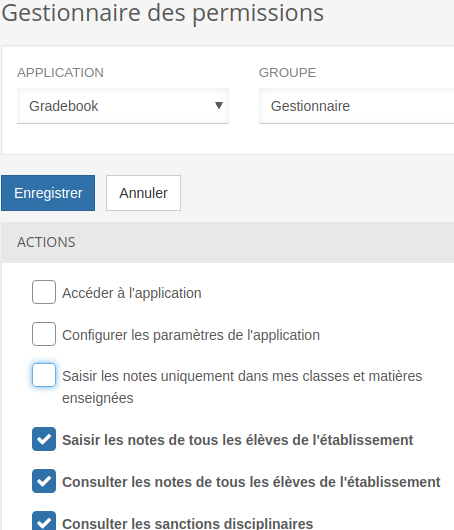 Gestionnaire des permissions
APPLICATION GROUPE
Gradebook Gestionnaire
Enregistrer Annuler
ACTIONS
Accéder à l'application
Configurer les paramètres de l'application
Saisir les notes uniquement dans mes classes et matières
enseignées
Saisir les notes de tous les élèves de l'établissement
Consulter les notes de tous les élèves de l'établissement
Consulter les sanctions disciplinaires